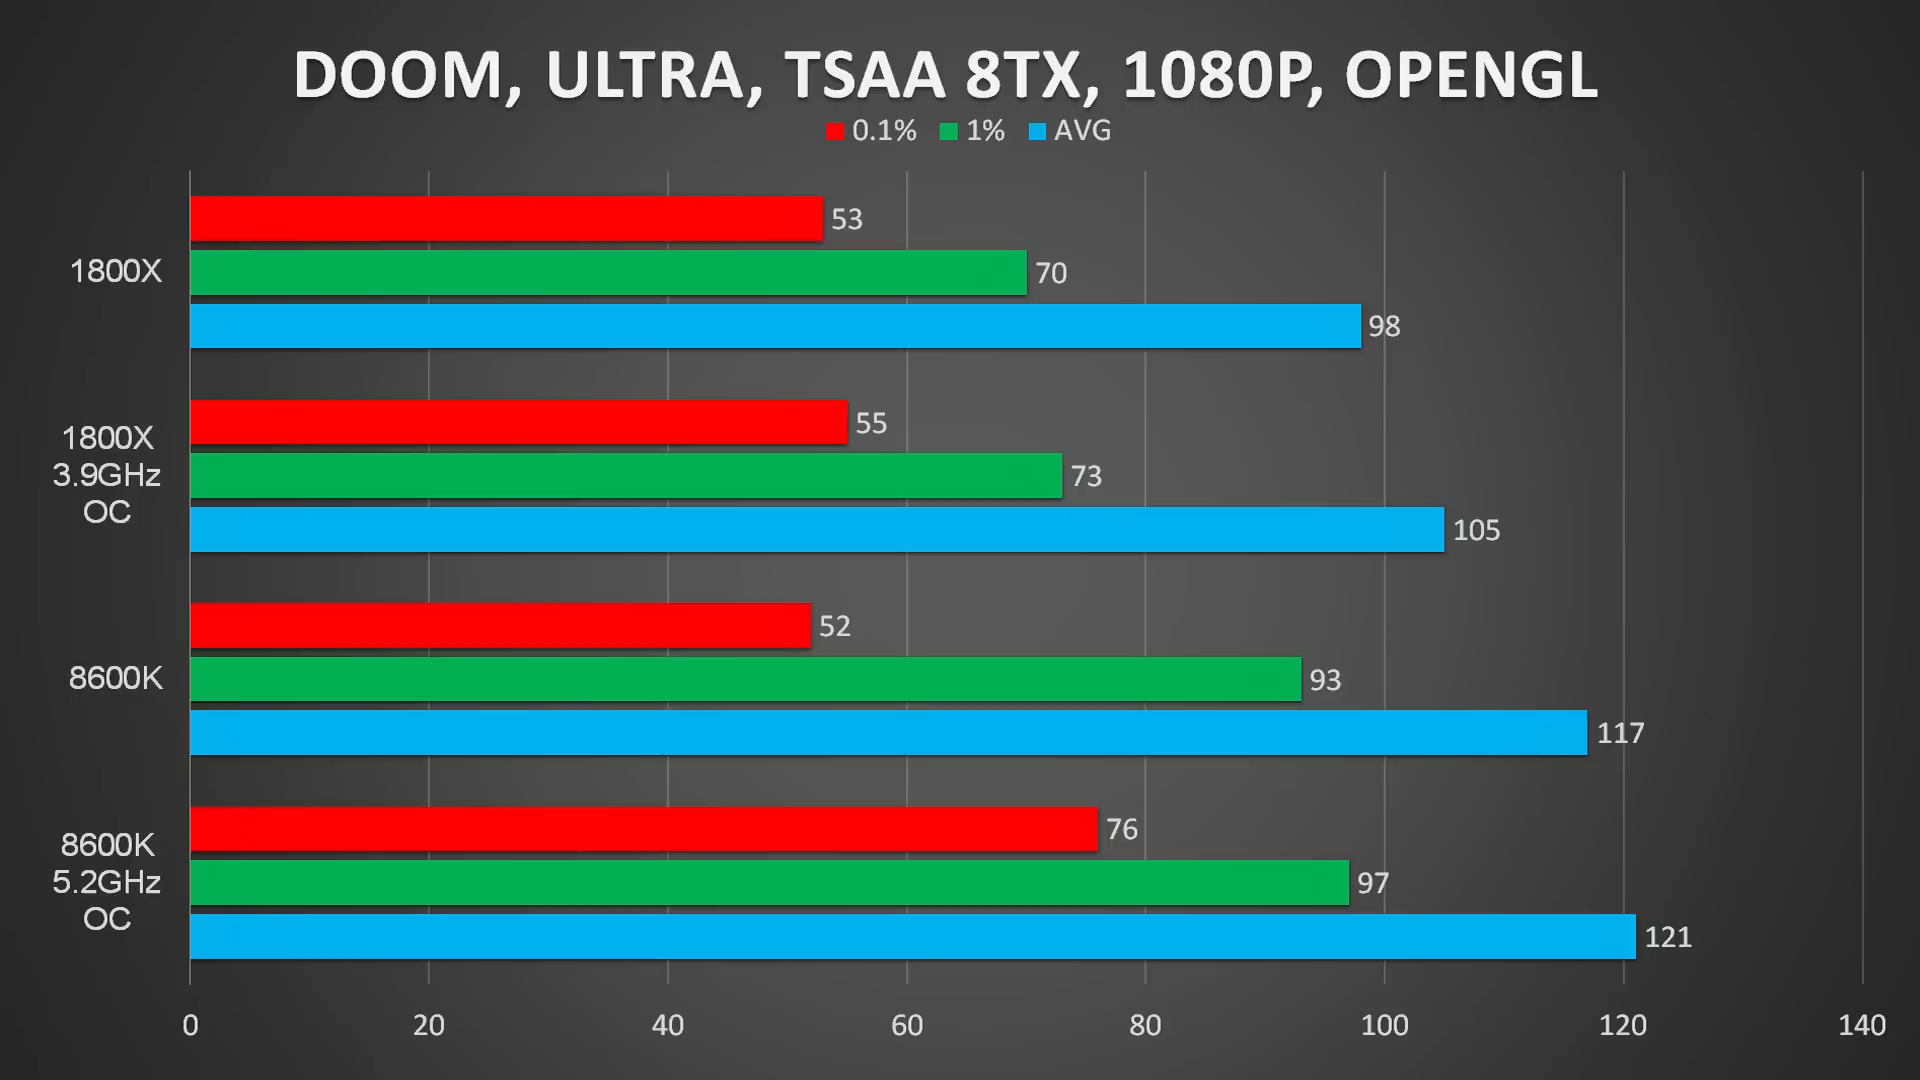 DOOM, ULTRA, TSAA 8TX, 1080P, OPENGL
0.1% 1% AVG
53
1800X 70
98
55
1800X
3.9GHz 73
OC
105
52
8600K 93
117
76
8600K
5.2GHz 97
OC
121
0 20 40 60 80 100 120 140